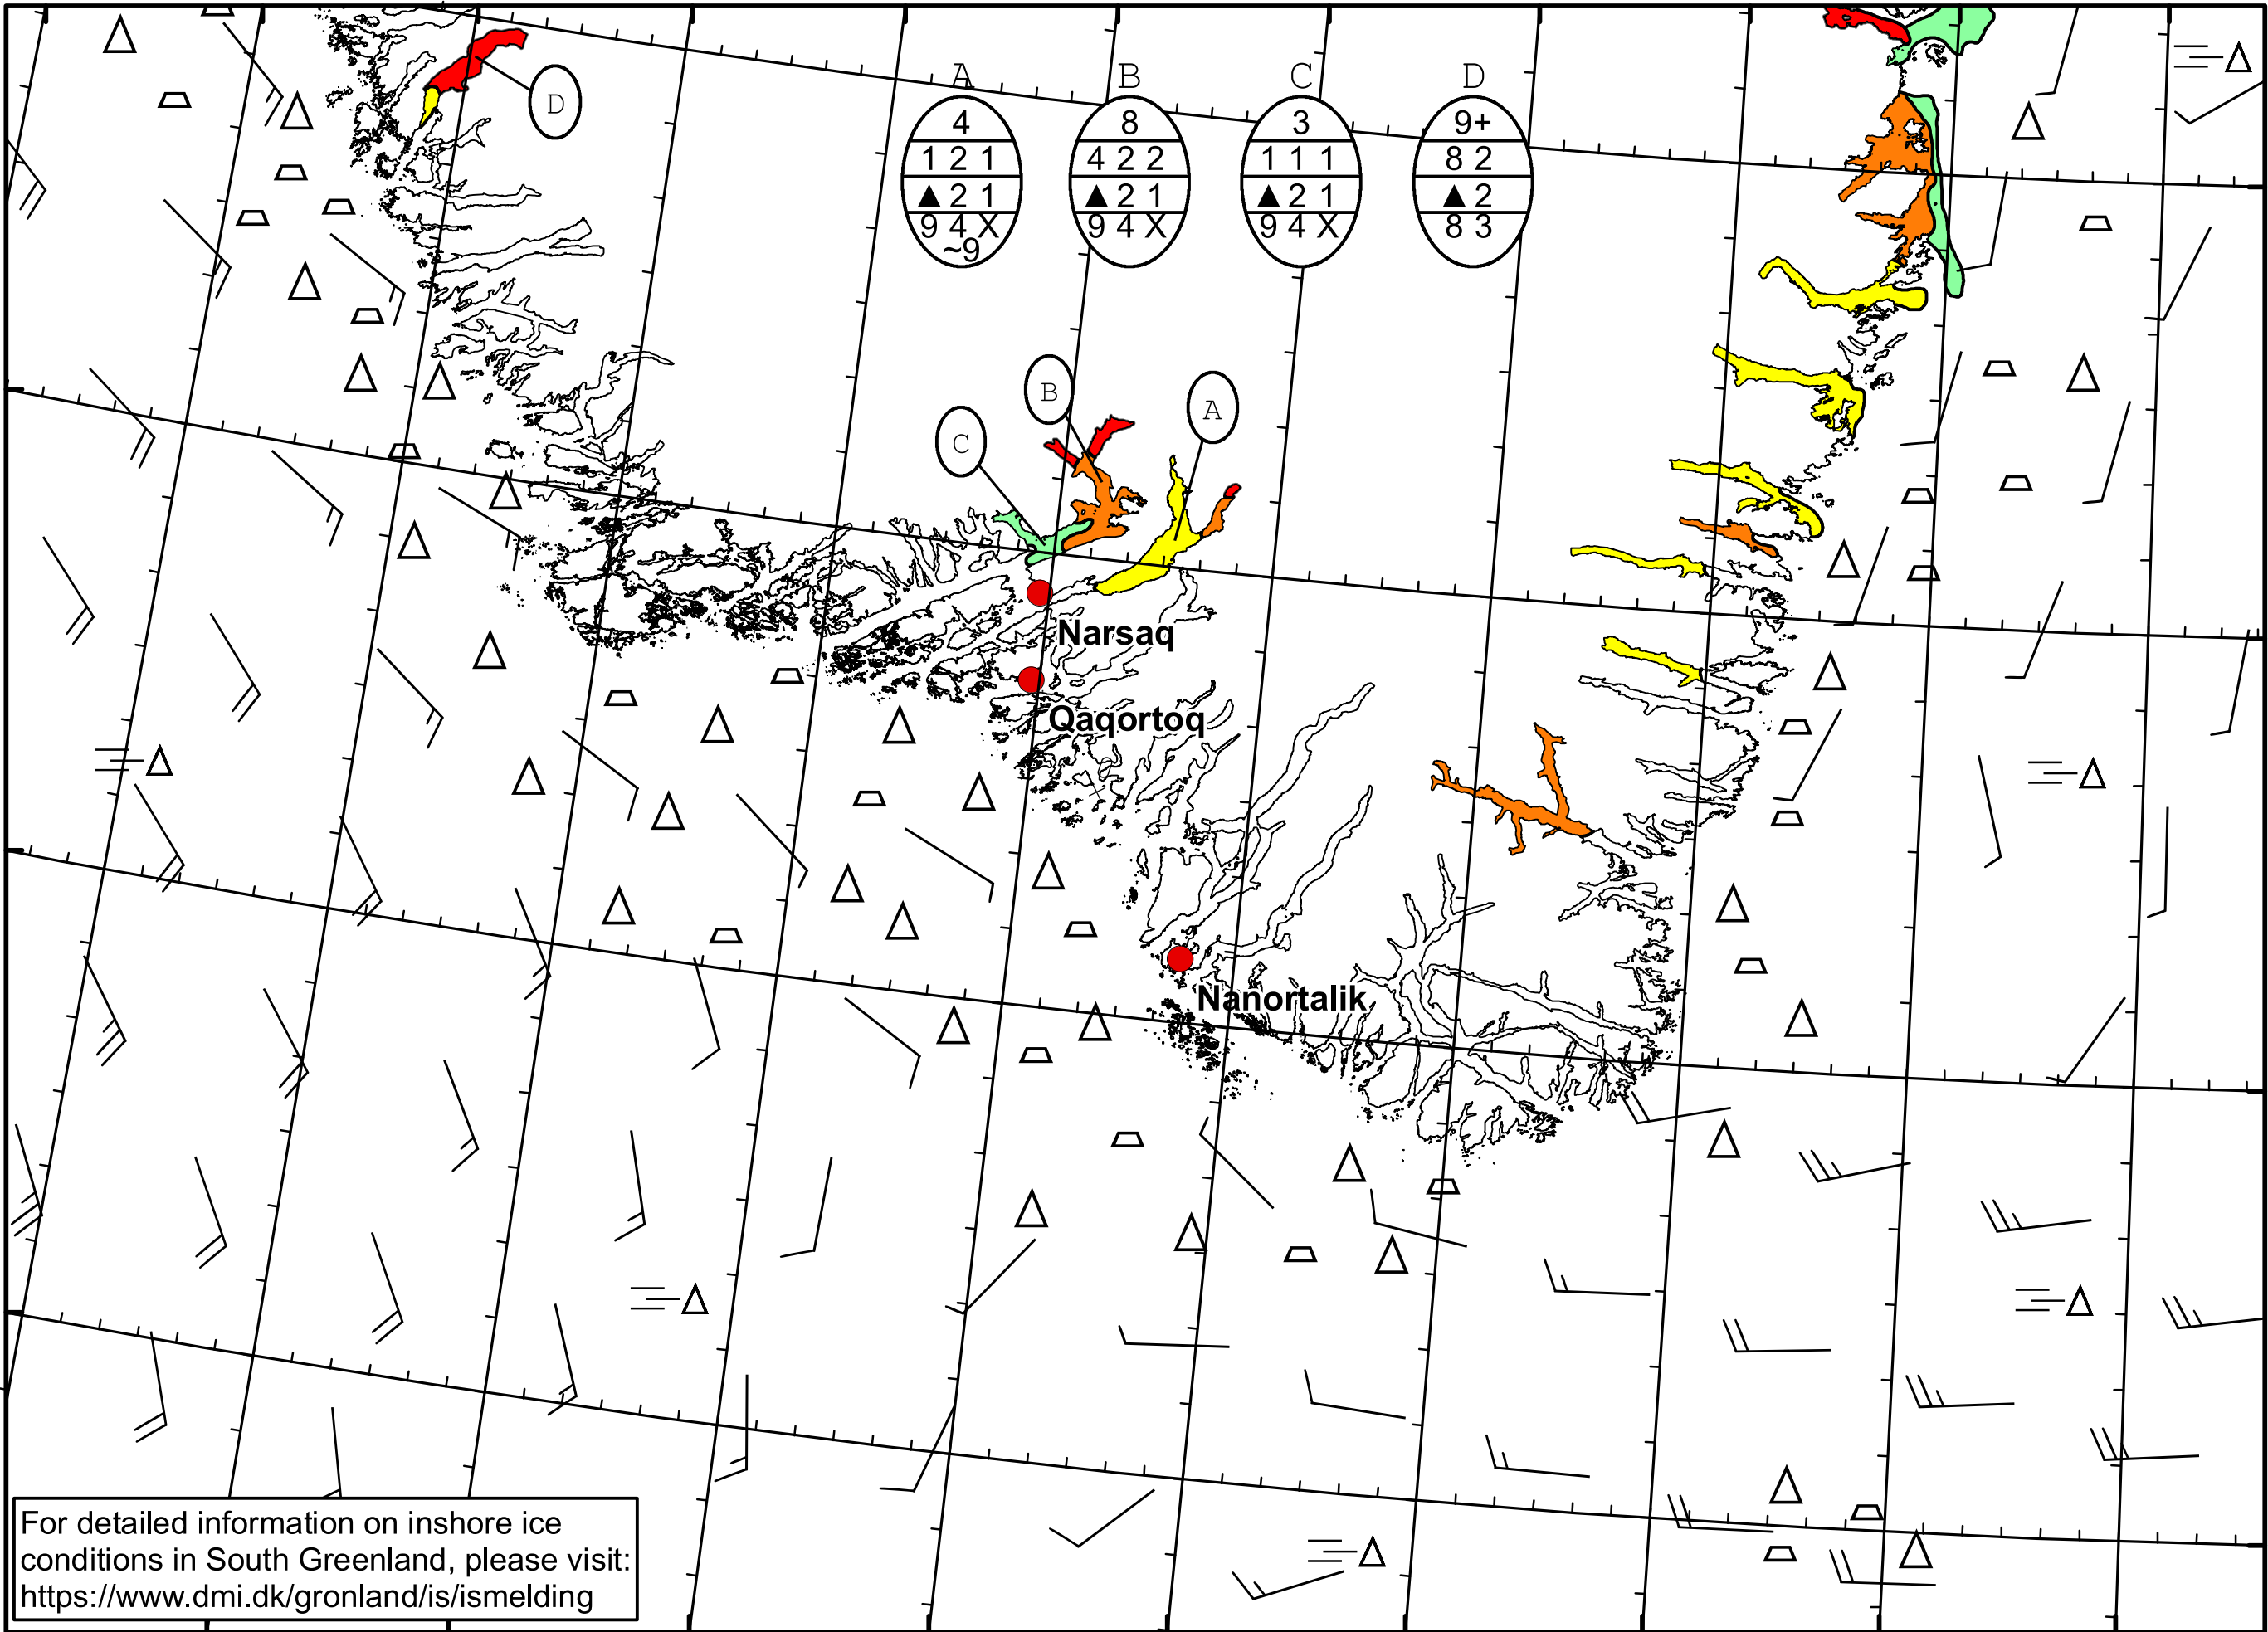 A B C D
4
1 2 1
▲ 2 1
9 4 X
~9
8
4 2 2
▲ 2 1
9 4 X
3
1 1 1
▲ 2 1
9 4 X
9+
8 2
▲ 2
8 3
D
B
A
C
Narsaq
Qaqortoq
Nanortalik
For detailed information on inshore ice
conditions in South Greenland, please visit:
https://www.dmi.dk/gronland/is/ismelding